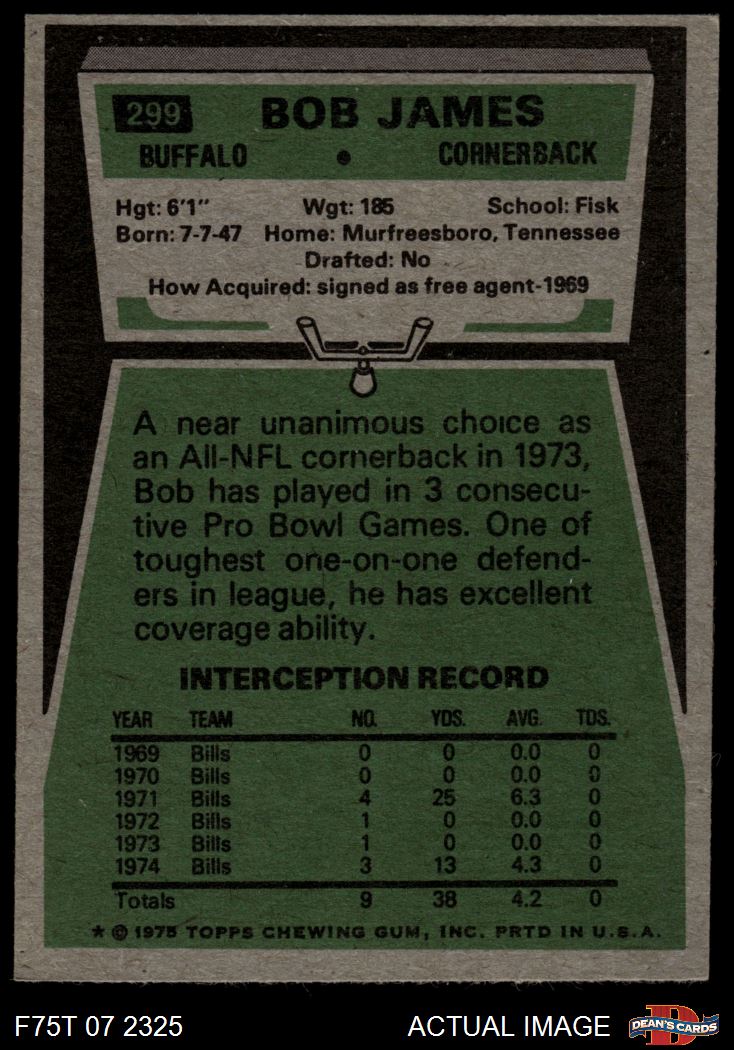 299 BOB JAMES
BUFFALO • CORNERBACK
Hgt: 6'1" Wgt: 185 School: Fisk
Born: 7-7-47 Home: Murfreesboro, Tennessee
Drafted: No
How Acquired: signed as free agent-1969
A near unanimous choice as
an All-NFL cornerback in 1973,
Bob has played in 3 consecu-
tive Pro Bowl Games. One of
toughest one-on-one defend-
ers in league, he has excellent
coverage ability.
INTERCEPTION RECORD
YEAR TEAM NO. YDS. AVG. TDS.
1969 Bills 0 0 0.0 0
1970 Bills 0 0 0.0 0
1971 Bills 4 25 6.3 0
1972 Bills 1 0 0.0 0
1973 Bills 1 0 0.0 0
1974 Bills 3 13 4.3 0
Totals 9 38 4.2 0
* © 1975 TOPPS CHEWING GUM, INC. PRTD IN U.S.A.
F75T 07 2325 ACTUAL IMAGE DEAN'S CARDS